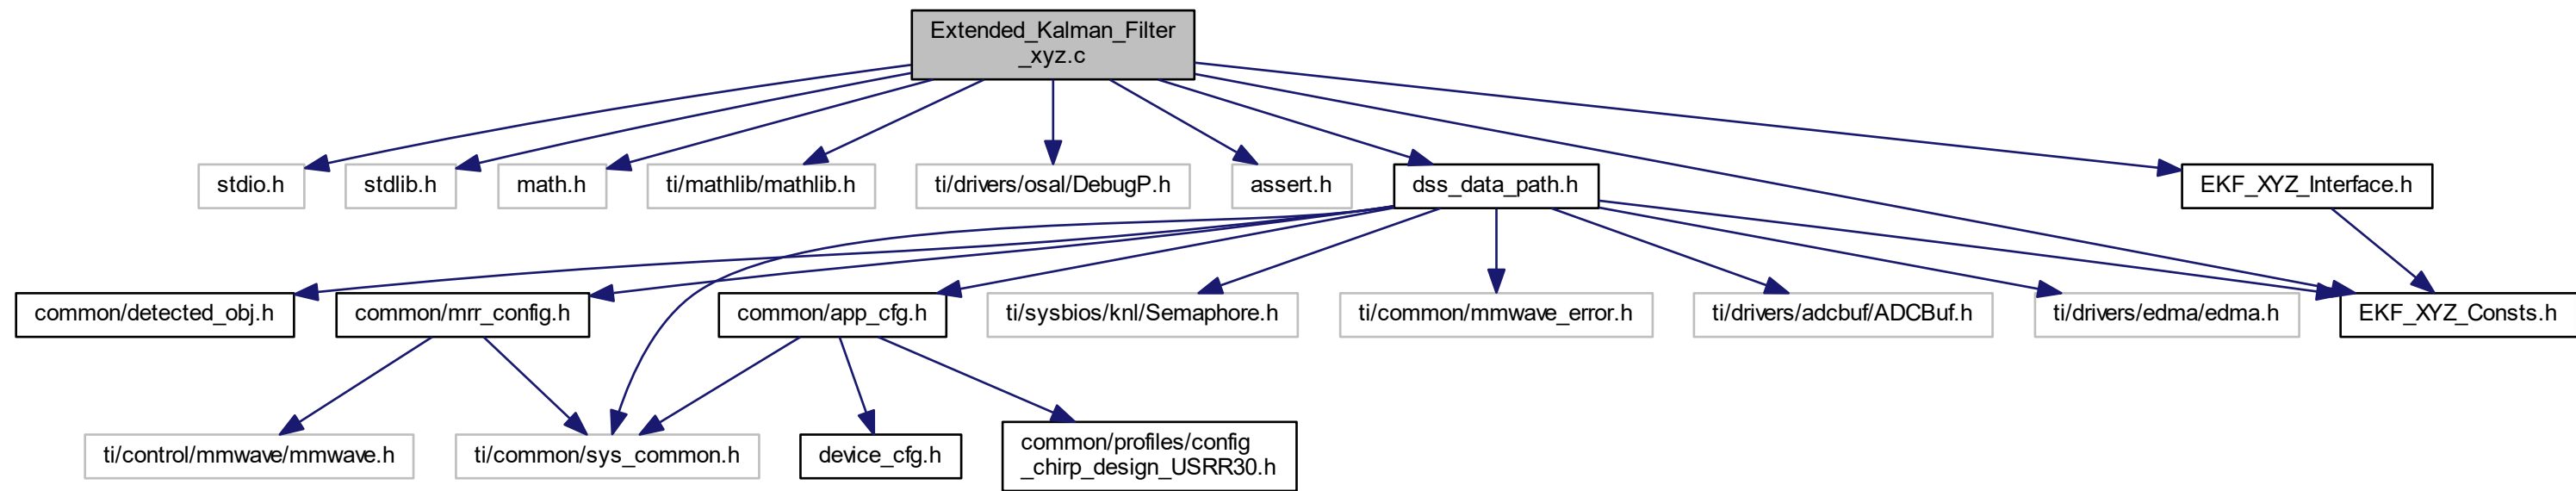 Extended_Kalman_Filter
_xyz.c
stdio.h
stdlib.h
math.h
ti/mathlib/mathlib.h
ti/drivers/osal/DebugP.h
assert.h
dss_data_path.h
EKF_XYZ_Interface.h
common/detected_obj.h
common/mrr_config.h
common/app_cfg.h
ti/sysbios/knl/Semaphore.h
ti/common/mmwave_error.h
ti/drivers/adcbuf/ADCBuf.h
ti/drivers/edma/edma.h
EKF_XYZ_Consts.h
ti/control/mmwave/mmwave.h
ti/common/sys_common.h
device_cfg.h
common/profiles/config
_chirp_design_USRR30.h